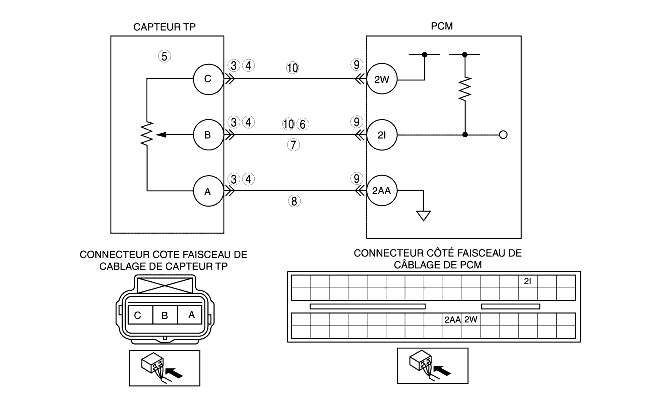 CAPTEUR TP
PCM
5
C
3 4
10
9
2W
B
3 4
10 6
7
9
2I
A
3 4
8
9
2AA
CONNECTEUR COTE FAISCEAU DE
CABLAGE DE CAPTEUR TP
C B A
CONNECTEUR CÔTÉ FAISCEAU DE
CÂBLAGE DE PCM
2I
2AA 2W